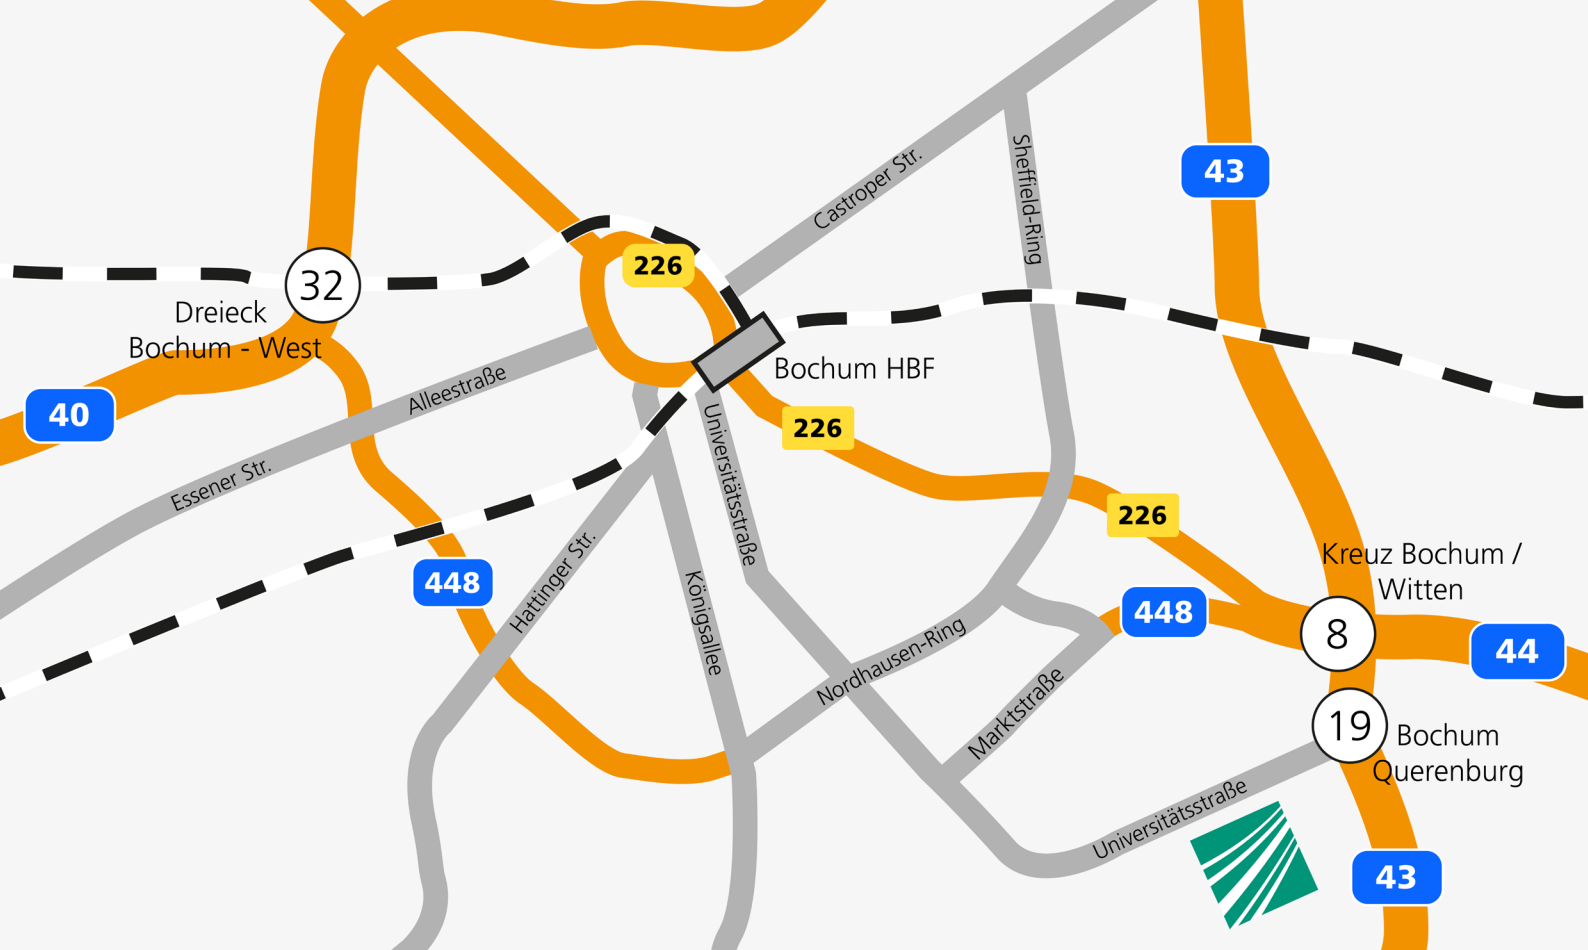 43
Castroper Str.
Sheffield-Ring
226
32
Dreieck
Bochum - West
Bochum HBF
40
Alleestraße
Essener Str.
226
Universitätsstraße
226
Kreuz Bochum /
Witten
448
Hattinger Str.
Königsallee
448
8
44
Nordhausen-Ring
Marktstraße
19
Bochum
Querenburg
Universitätsstraße
43